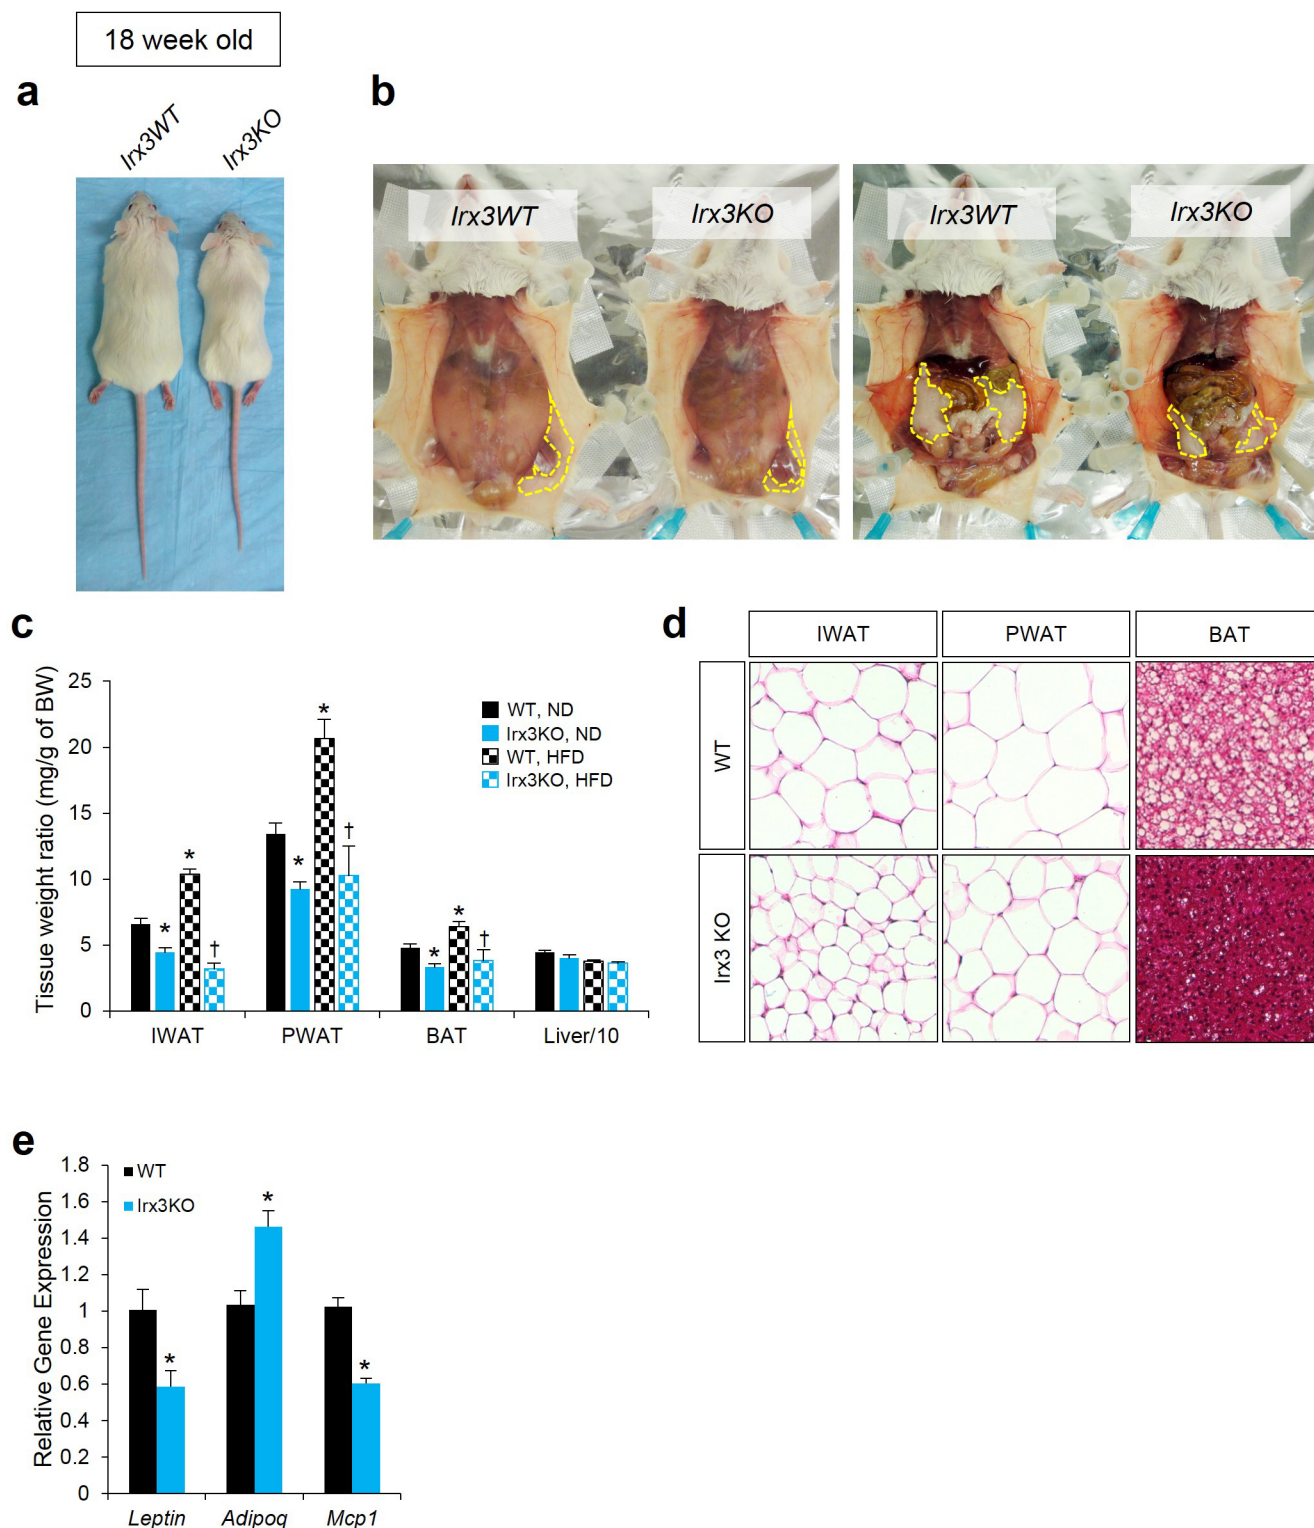 18 week old
a
Irx3WT
Irx3KO
b
Irx3WT
Irx3KO
Irx3WT
Irx3KO
c
Tissue weight ratio (mg/g of BW)
25
20
15
10
5
0
WT, ND
Irx3KO, ND
WT, HFD
Irx3KO, HFD
*
*
*
*
†
*
*
†
*
†
IWAT
PWAT
BAT
Liver/10
d
IWAT
PWAT
BAT
WT
Irx3 KO
e
Relative Gene Expression
1.8
1.6
1.4
1.2
1
0.8
0.6
0.4
0.2
0
WT
Irx3KO
*
*
*
Leptin
Adipoq
Mcp1